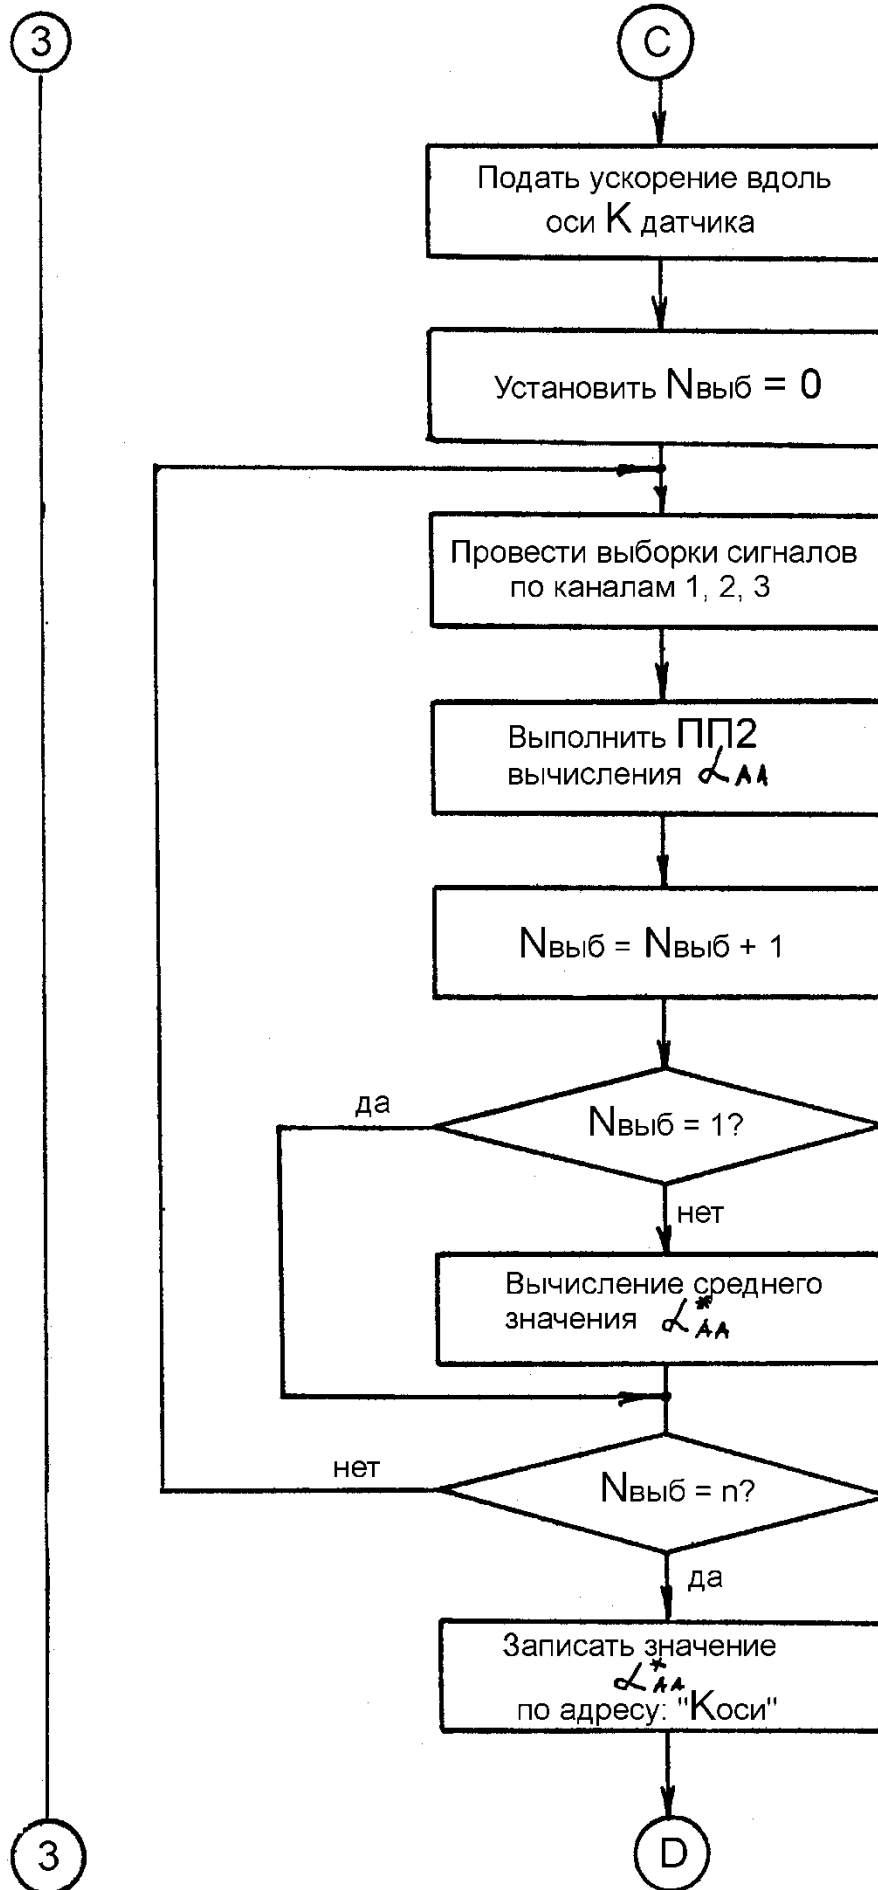 3
C
Подать ускорение вдоль
оси K датчика
Установить Nвыб = 0
Провести выборки сигналов
по каналам 1, 2, 3
Выполнить ПП2
вычисления αAA
Nвыб = Nвыб + 1
да
Nвыб = 1?
нет
Вычисление среднего
значения α*AA
нет
Nвыб = n?
да
Записать значение
α*AA
по адресу: "Kоси"
3
D